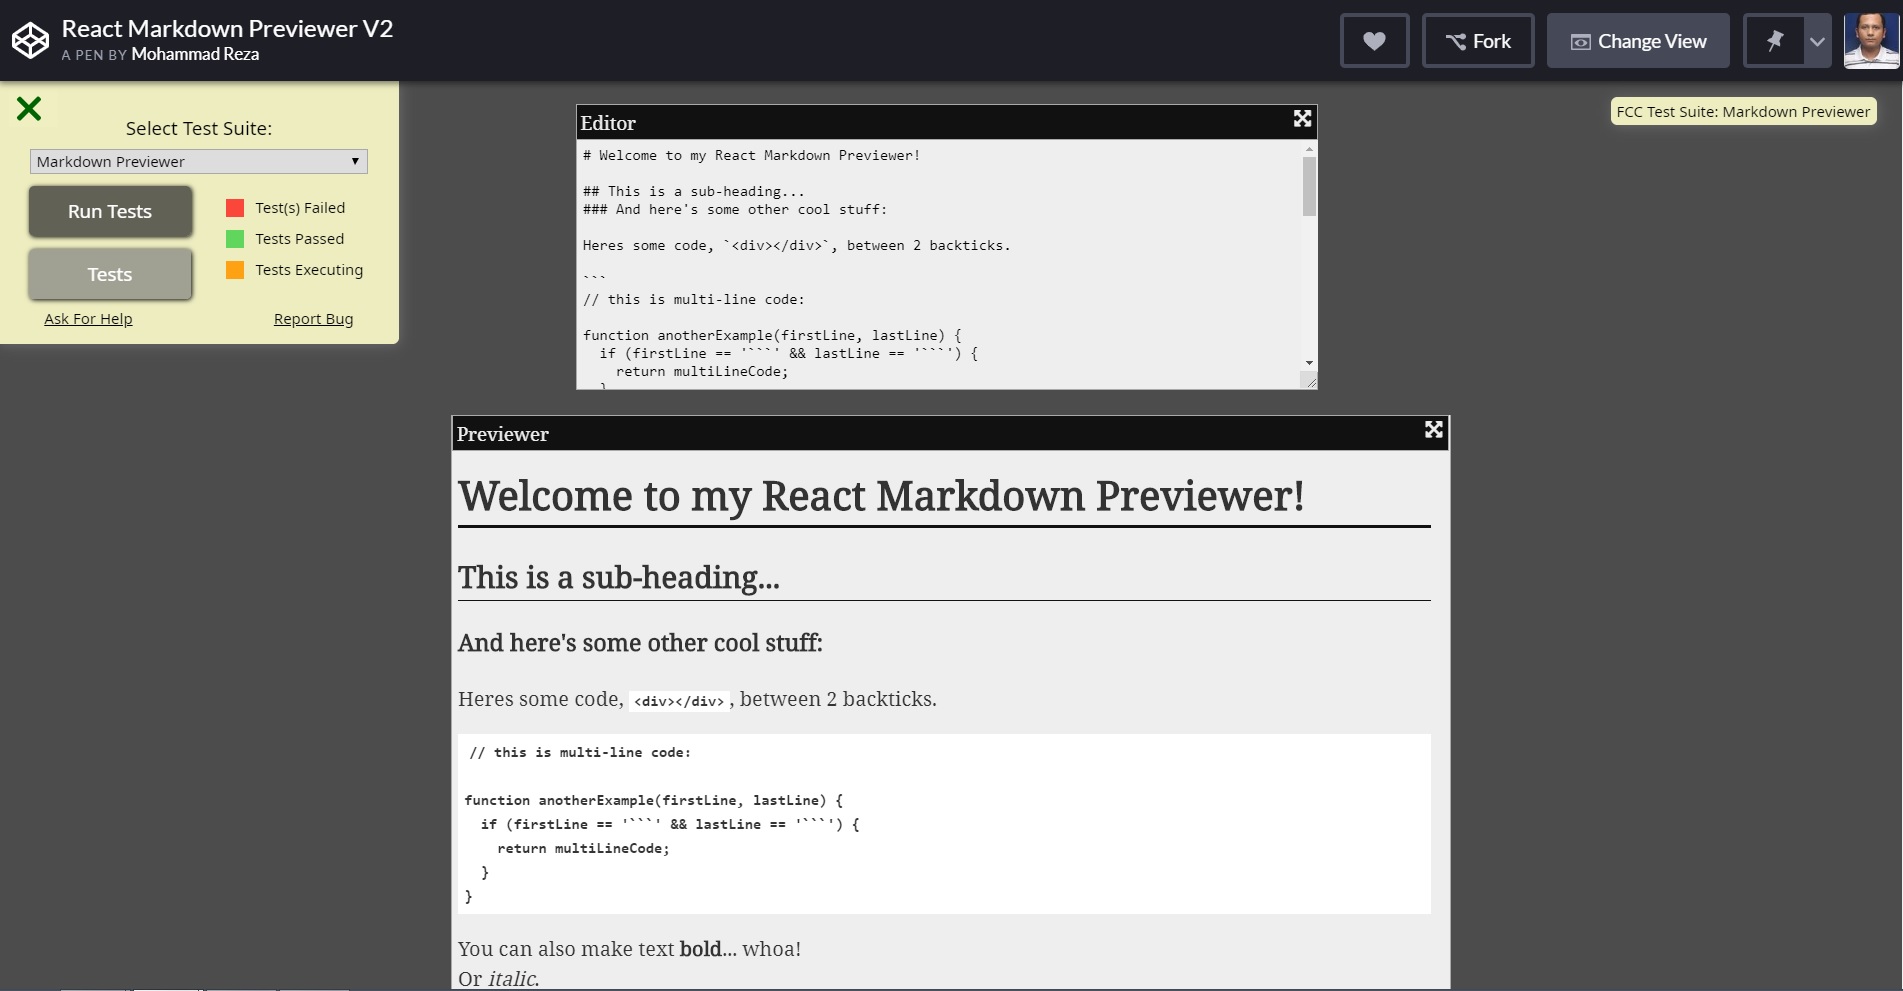 React Markdown Previewer V2
A PEN BY Mohammad Reza
Fork
Change View
Select Test Suite:
Markdown Previewer
Run Tests
Tests
Test(s) Failed
Tests Passed
Tests Executing
Ask For Help
Report Bug
FCC Test Suite: Markdown Previewer
Editor
# Welcome to my React Markdown Previewer!
## This is a sub-heading...
### And here's some other cool stuff:
Heres some code, `<div></div>`, between 2 backticks.
```
// this is multi-line code:
function anotherExample(firstLine, lastLine) {
if (firstLine == '```' && lastLine == '```') {
return multiLineCode;
}
Previewer
Welcome to my React Markdown Previewer!
This is a sub-heading...
And here's some other cool stuff:
Heres some code, <div></div>, between 2 backticks.
// this is multi-line code:
function anotherExample(firstLine, lastLine) {
if (firstLine == '```' && lastLine == '```') {
return multiLineCode;
}
}
You can also make text bold... whoa!
Or italic.